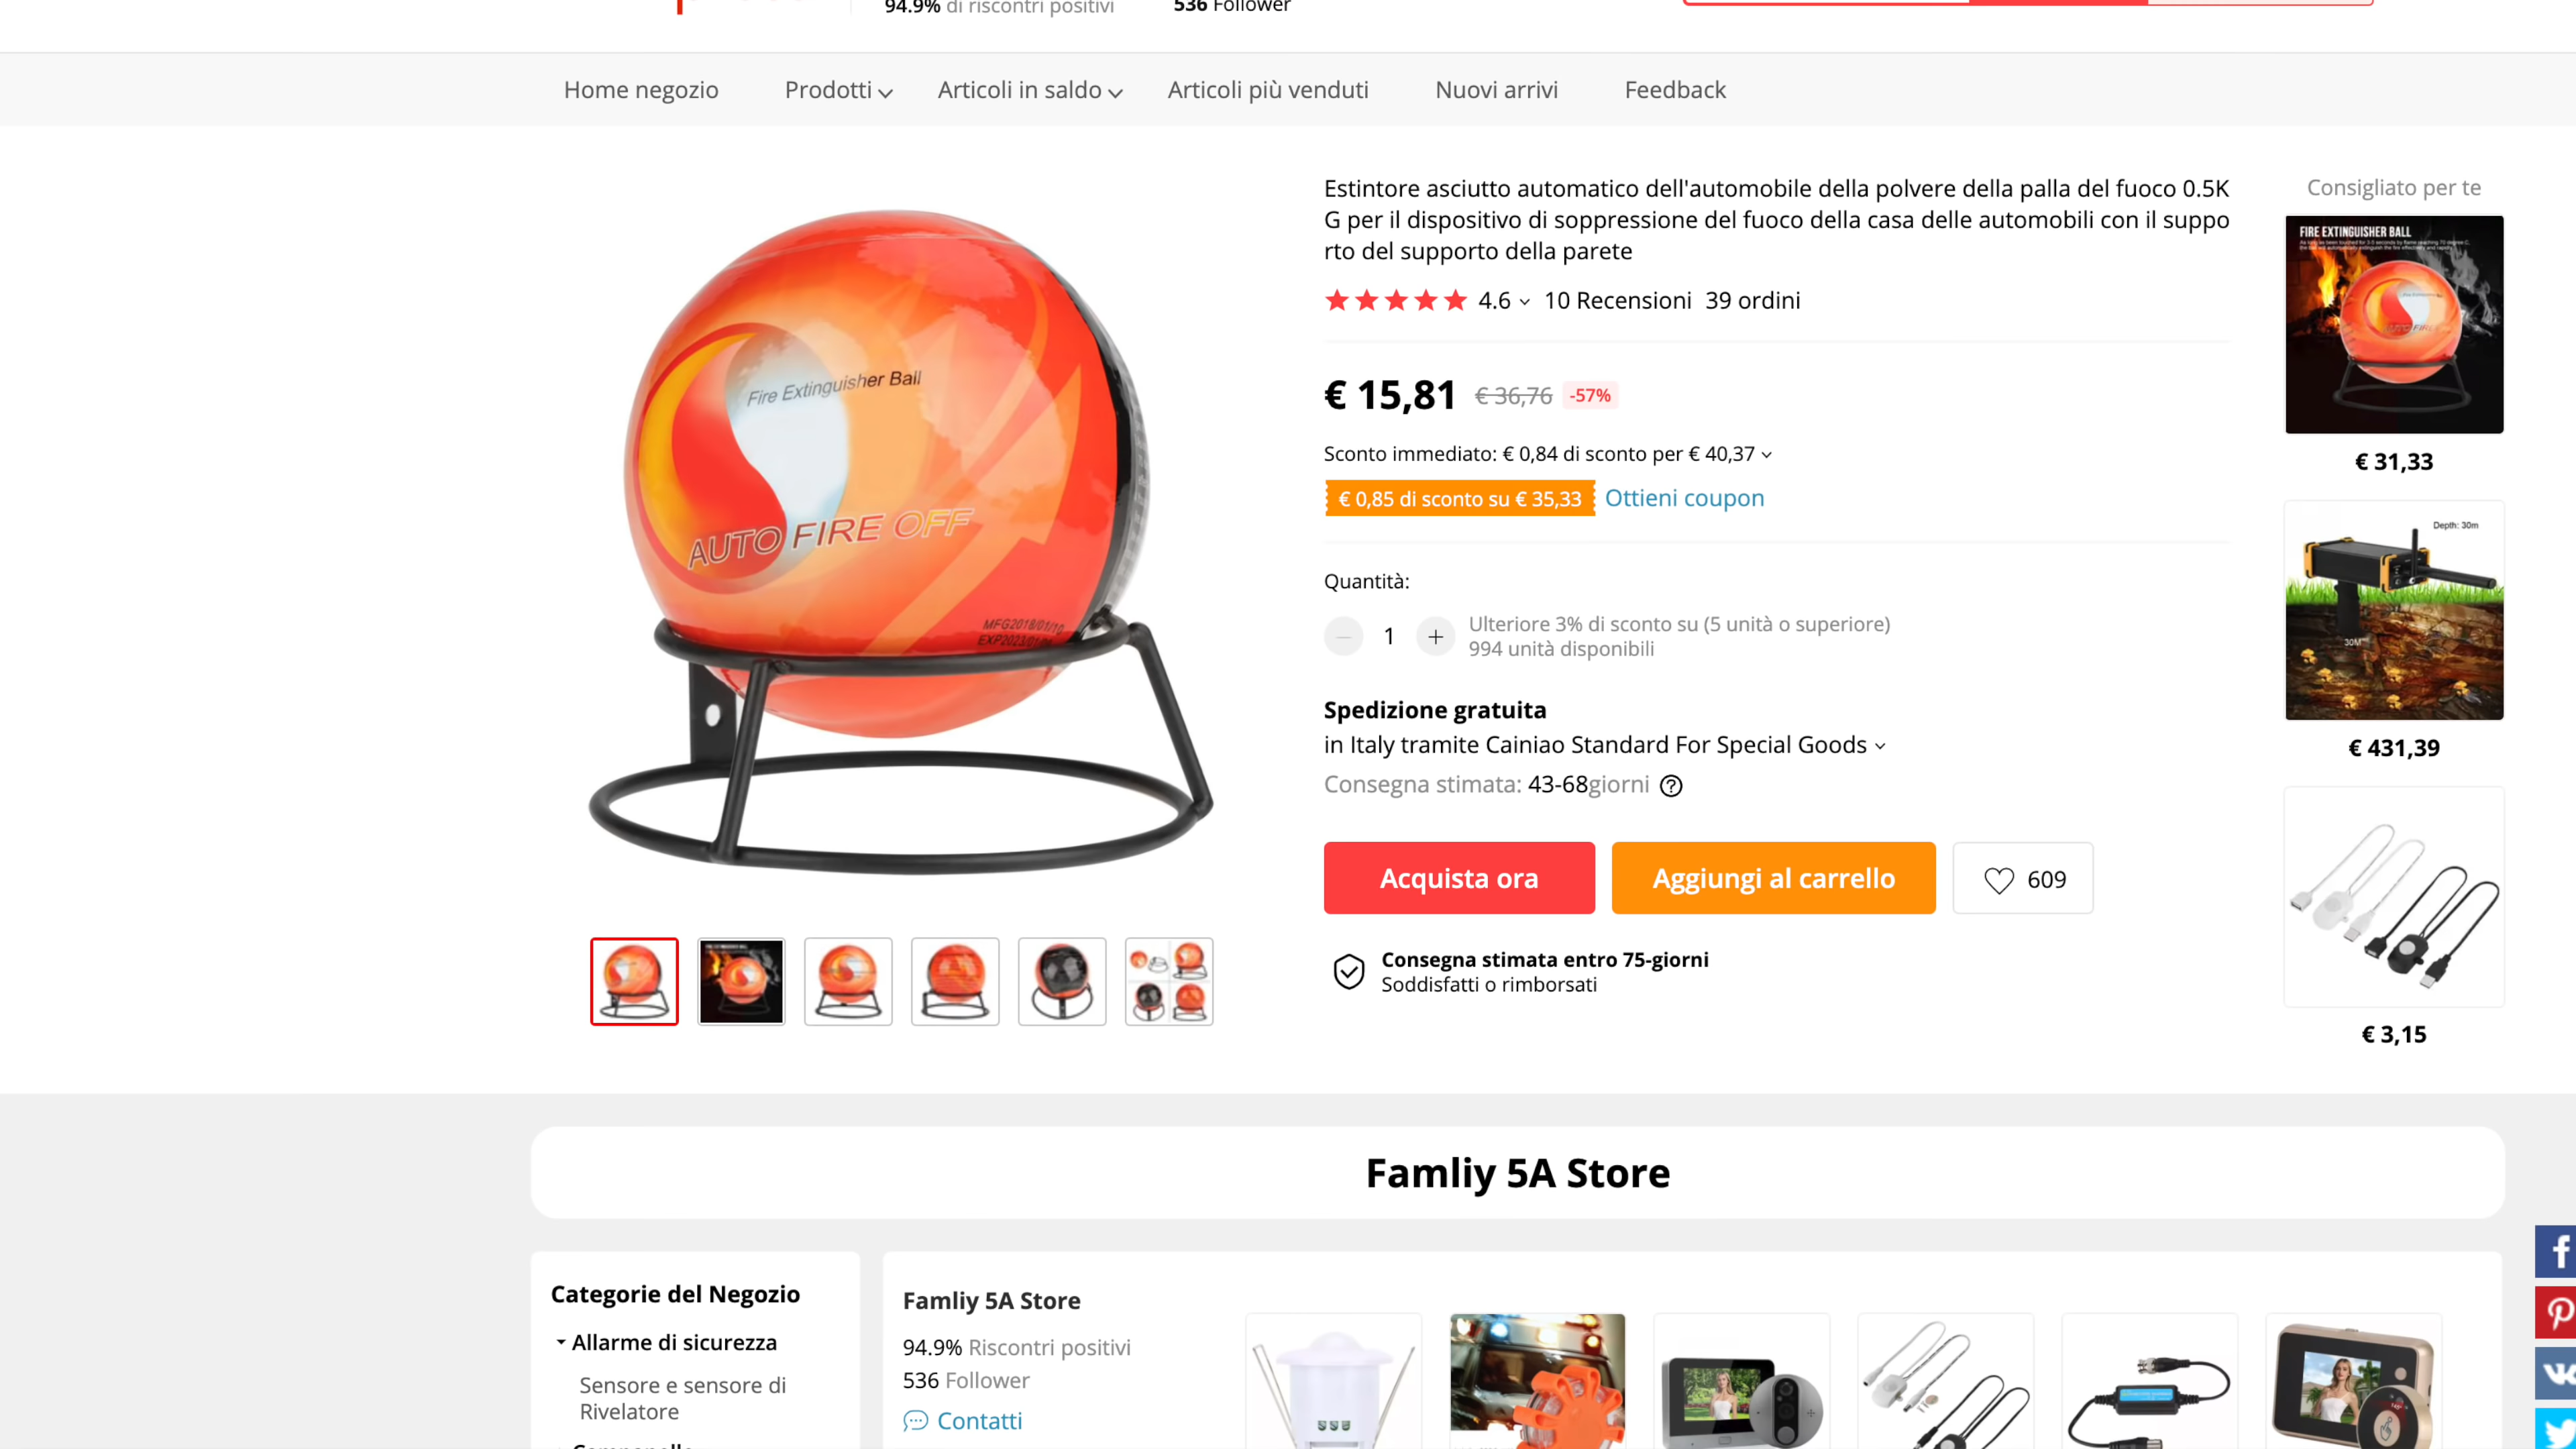 94.9% di riscontri positivi
536 Follower
Home negozio
Prodotti
Articoli in saldo
Articoli più venduti
Nuovi arrivi
Feedback
Fire Extinguisher Ball
AUTO FIRE OFF
MFG2018/01/10
Estintore asciutto automatico dell'automobile della polvere della palla del fuoco 0.5K
G per il dispositivo di soppressione del fuoco della casa delle automobili con il suppo
rto del supporto della parete
4.6
10 Recensioni
39 ordini
€ 15,81
€ 36,76
-57%
Sconto immediato: € 0,84 di sconto per € 40,37
€ 0,85 di sconto su € 35,33
Ottieni coupon
Quantità:
1
Ulteriore 3% di sconto su (5 unità o superiore)
994 unità disponibili
Spedizione gratuita
in Italy tramite Cainiao Standard For Special Goods
Consegna stimata: 43-68giorni
Acquista ora
Aggiungi al carrello
609
Consegna stimata entro 75-giorni
Soddisfatti o rimborsati
Consigliato per te
FIRE EXTINGUISHER BALL
€ 31,33
Depth: 30m
30M
€ 431,39
€ 3,15
Famliy 5A Store
Categorie del Negozio
Allarme di sicurezza
Sensore e sensore di
Rivelatore
Famliy 5A Store
94.9% Riscontri positivi
536 Follower
Contatti